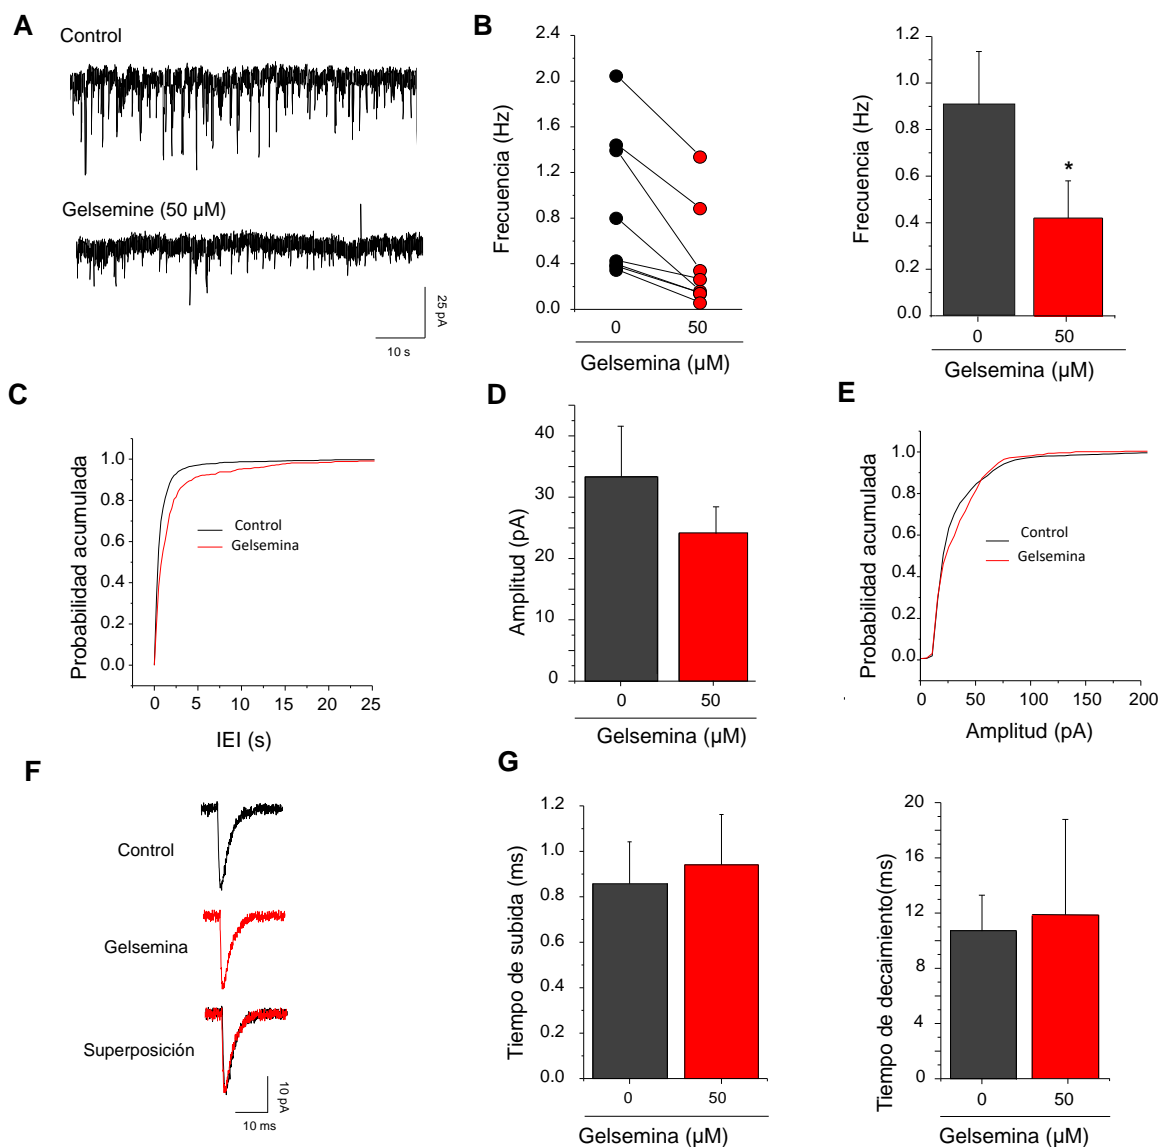 A
Control
Gelsemine (50 µM)
25 pA
10 s
B
Frecuencia (Hz)
2.4
2.0
1.6
1.2
0.8
0.4
0.0
0
50
Gelsemina (µM)
Frecuencia (Hz)
1.2
1.0
0.8
0.6
0.4
0.2
0.0
*
0
50
Gelsemina (µM)
C
Probabilidad acumulada
1.0
0.8
0.6
0.4
0.2
0.0
Control
Gelsemina
0
5
10
15
20
25
IEI (s)
D
Amplitud (pA)
40
30
20
10
0
0
50
Gelsemina (µM)
E
Probabilidad acumulada
1.0
0.8
0.6
0.4
0.2
0.0
Control
Gelsemina
0
50
100
150
200
Amplitud (pA)
F
Control
Gelsemina
Superposición
10 pA
10 ms
G
Tiempo de subida (ms)
1.2
1.0
0.8
0.6
0.4
0.2
0.0
0
50
Gelsemina (µM)
Tiempo de decaimiento(ms)
20
16
12
8
4
0
0
50
Gelsemina (µM)